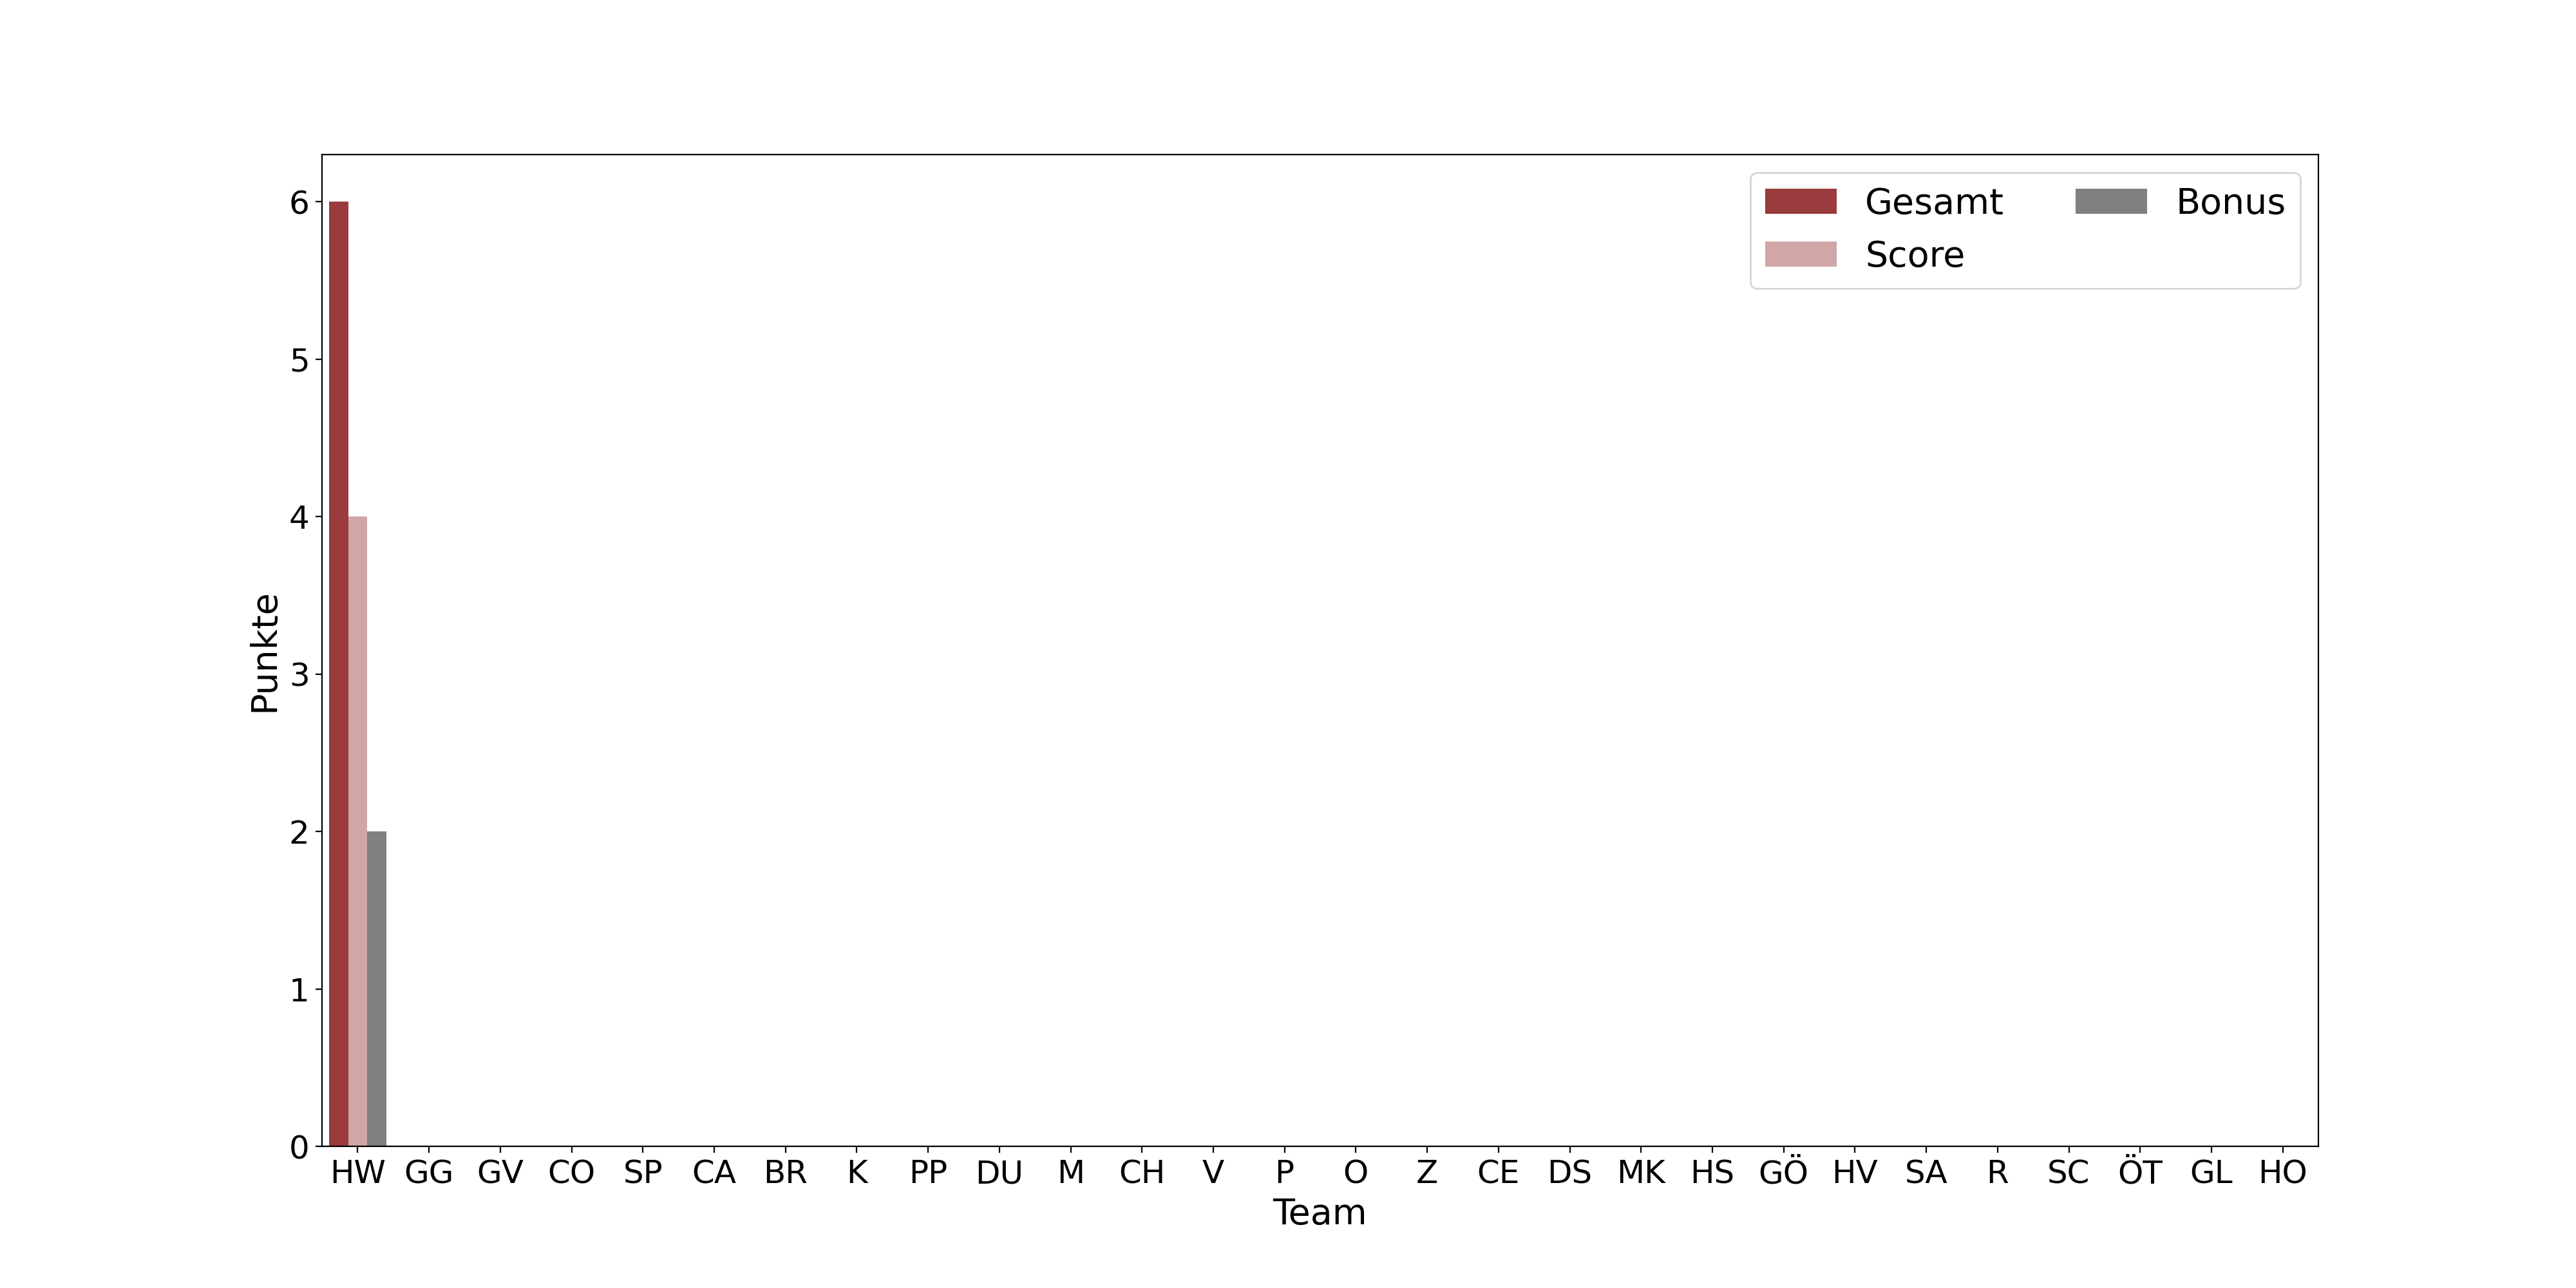 Gesamt Bonus
Score
6
5
4
3
2
1
0
Punkte
HW GG GV CO SP CA BR K PP DU M CH V P O Z CE DS MK HS GÖ HV SA R SC ÖT GL HO
Team